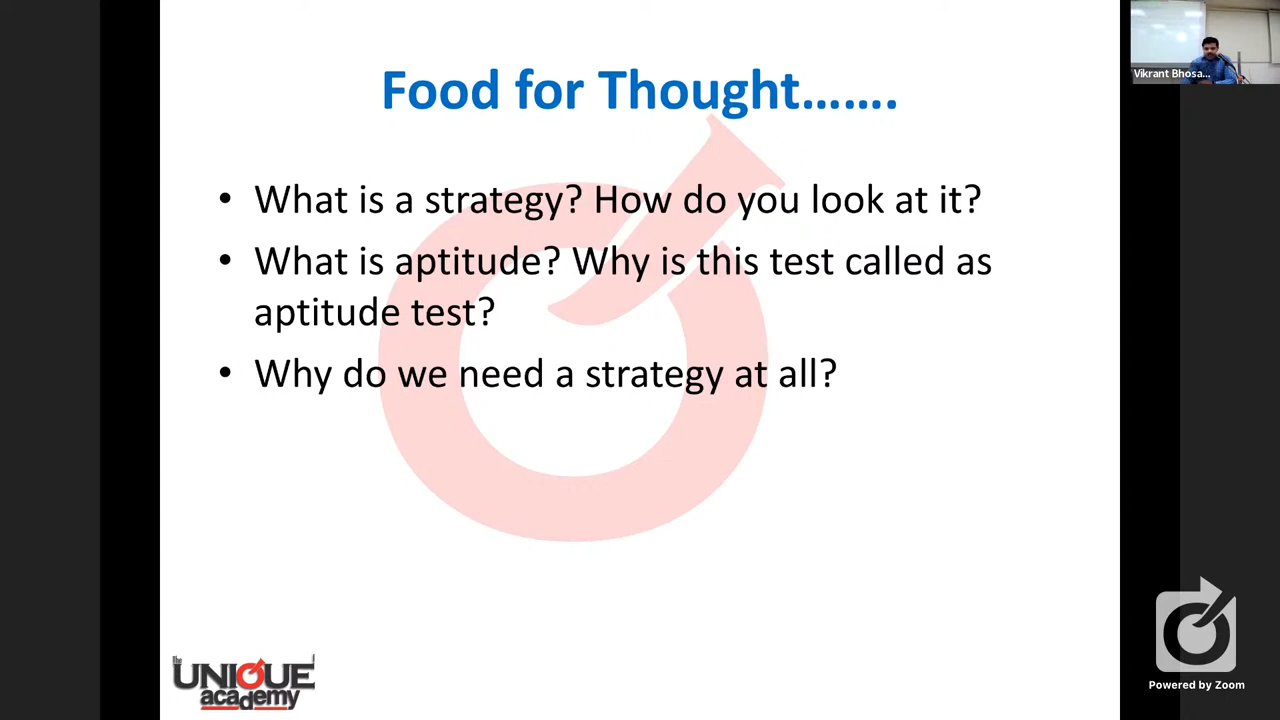 Food for Thought…….
• What is a strategy? How do you look at it?
• What is aptitude? Why is this test called as
aptitude test?
• Why do we need a strategy at all?
Vikrant Bhosa...
The
UNIQUE
academy
Powered by Zoom